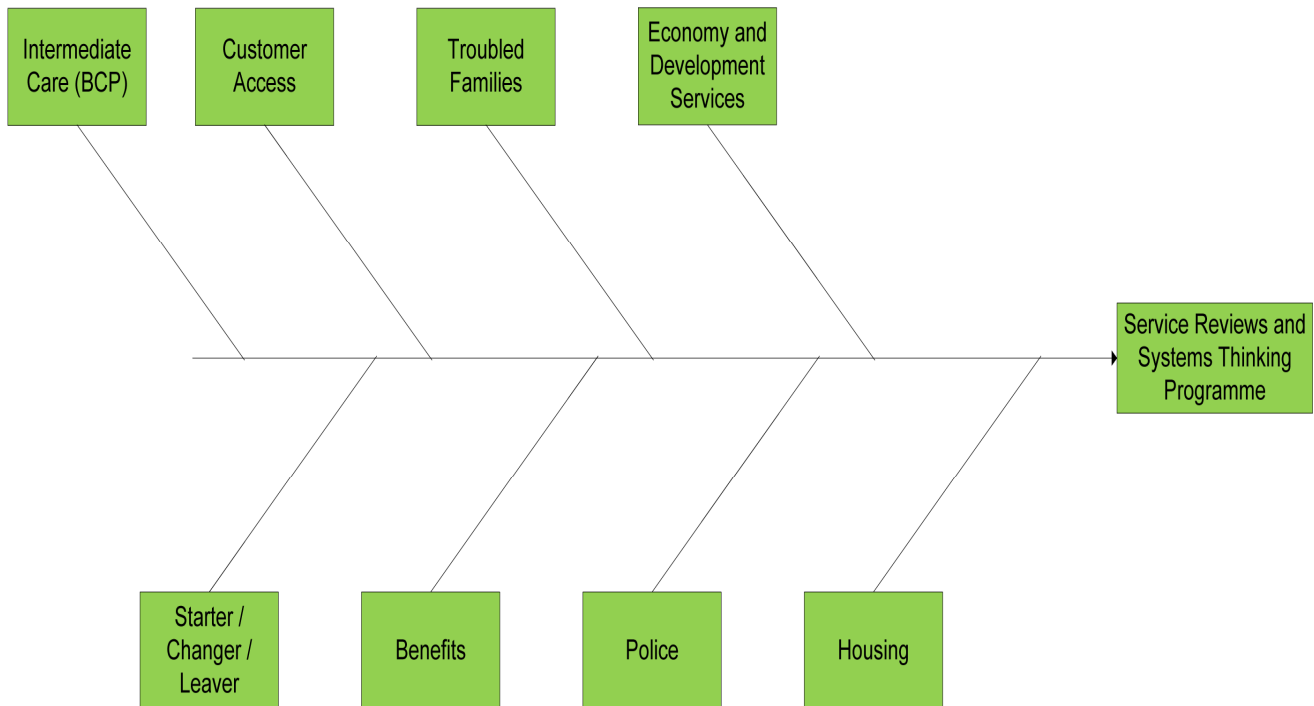 Intermediate
Care (BCP)
Customer
Access
Troubled
Families
Economy and
Development
Services
Service Reviews and
Systems Thinking
Programme
Starter /
Changer /
Leaver
Benefits
Police
Housing